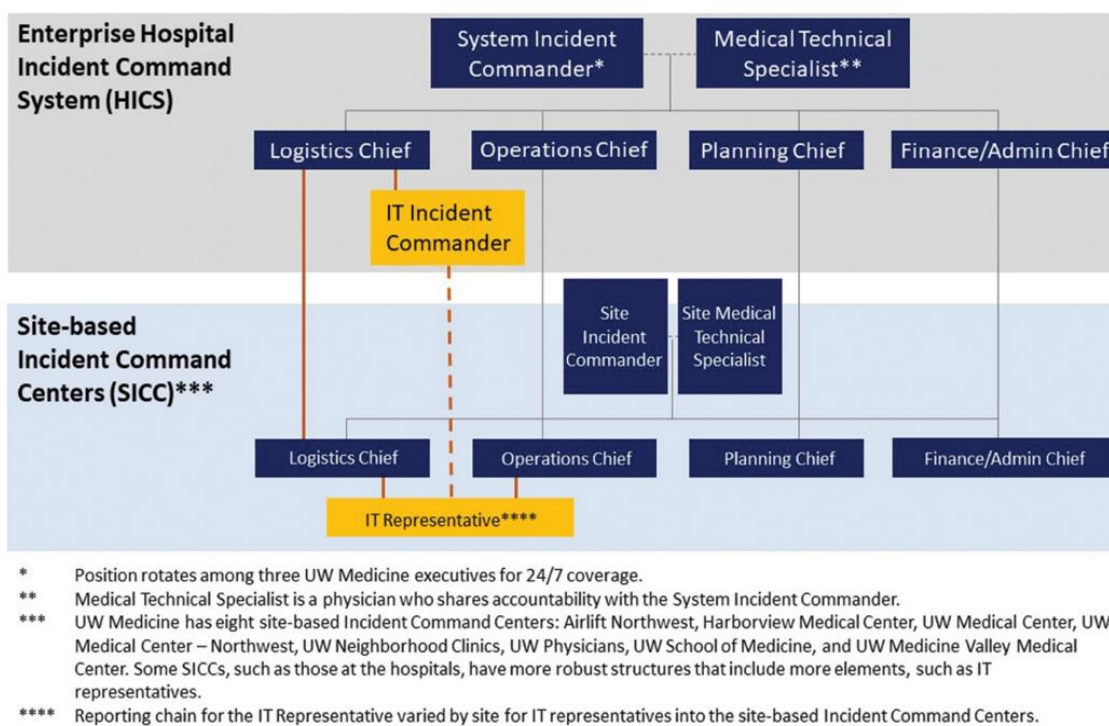 Enterprise Hospital
Incident Command
System (HICS)
System Incident
Commander*
Medical Technical
Specialist**
Logistics Chief
Operations Chief
Planning Chief
Finance/Admin Chief
IT Incident
Commander
Site-based
Incident Command
Centers (SICC)***
Site
Incident
Commander
Site Medical
Technical
Specialist
Logistics Chief
Operations Chief
Planning Chief
Finance/Admin Chief
IT Representative****
* Position rotates among three UW Medicine executives for 24/7 coverage.
** Medical Technical Specialist is a physician who shares accountability with the System Incident Commander.
*** UW Medicine has eight site-based Incident Command Centers: Airlift Northwest, Harborview Medical Center, UW Medical Center, UW
Medical Center – Northwest, UW Neighborhood Clinics, UW Physicians, UW School of Medicine, and UW Medicine Valley Medical
Center. Some SICCs, such as those at the hospitals, have more robust structures that include more elements, such as IT
representatives.
**** Reporting chain for the IT Representative varied by site for IT representatives into the site-based Incident Command Centers.